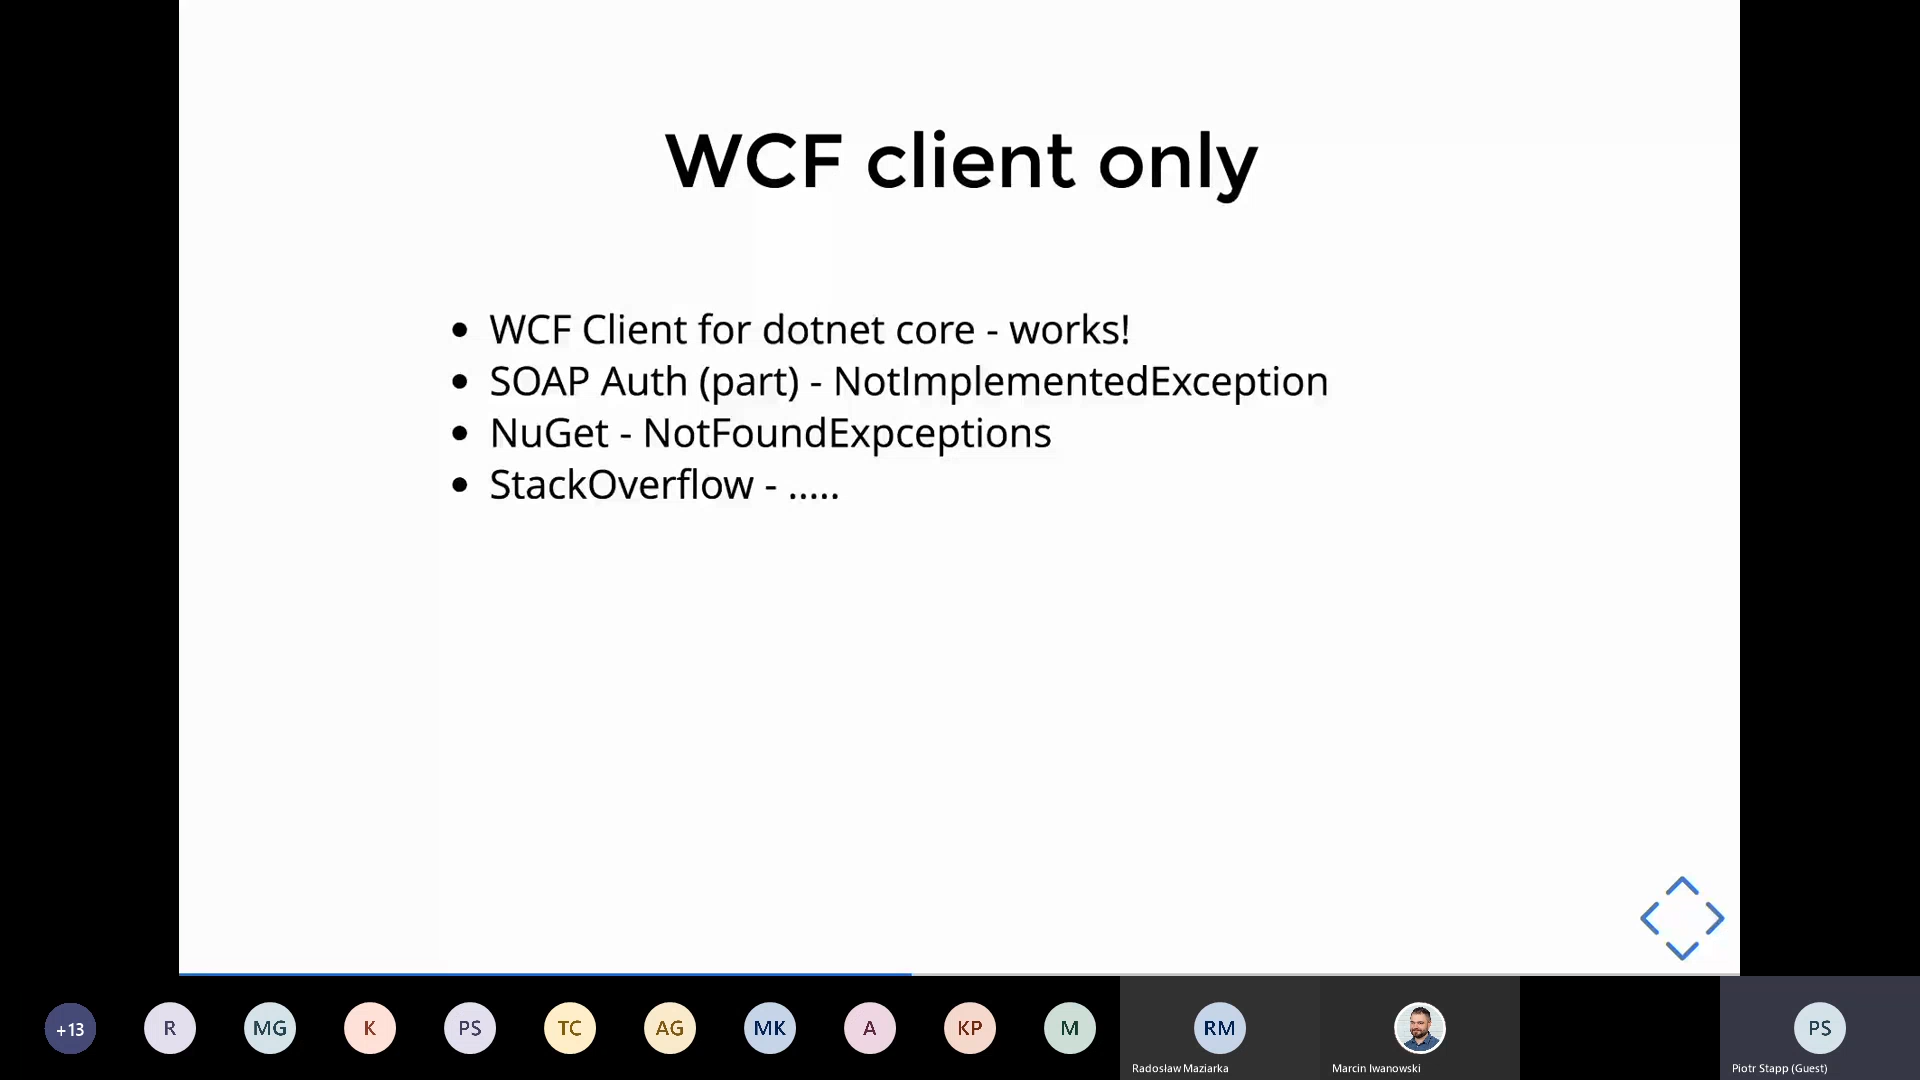 WCF client only
WCF Client for dotnet core - works!
SOAP Auth (part) - NotImplementedException
NuGet - NotFoundExpceptions
StackOverflow - .....
+13
R
MG
K
PS
TC
AG
MK
A
KP
M
RM
PS
Radosław Maziarka
Marcin Iwanowski
Piotr Stapp (Guest)